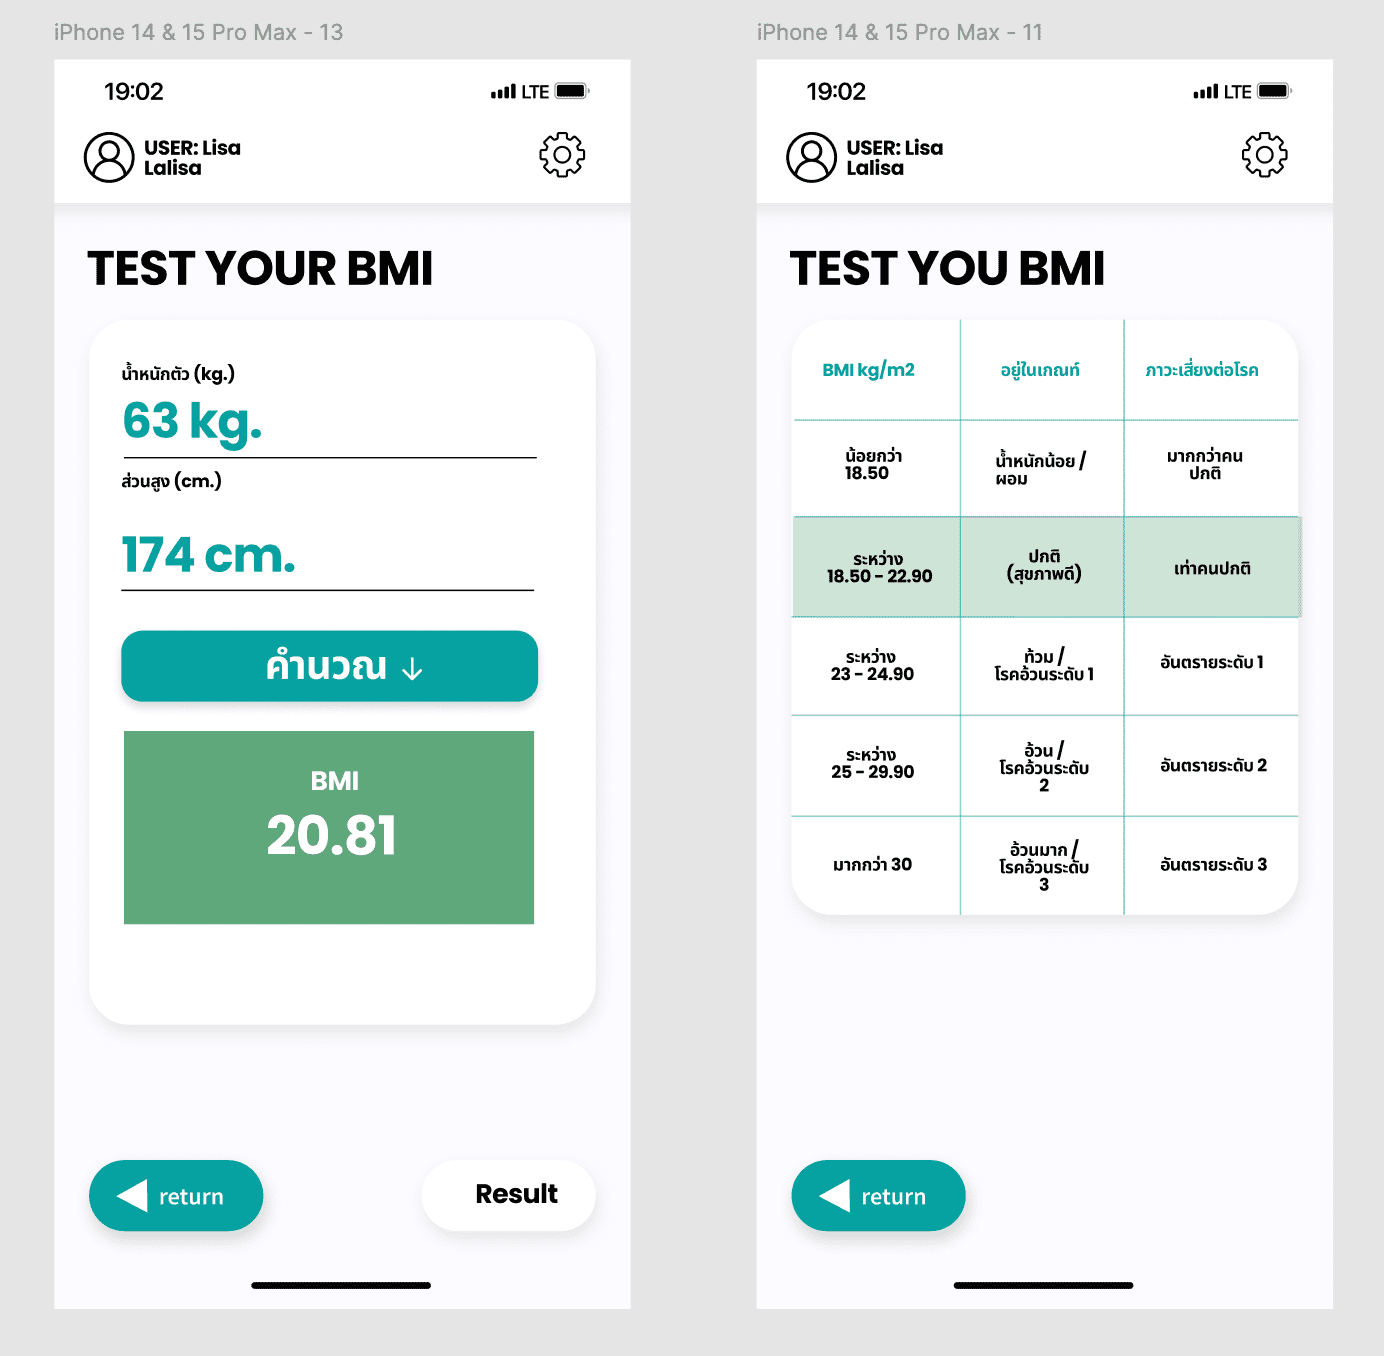 iPhone 14 & 15 Pro Max - 13
19:02
LTE
USER: Lisa
Lalisa
TEST YOUR BMI
น้ำหนักตัว (kg.)
63 kg.
ส่วนสูง (cm.)
174 cm.
คำนวณ ↓
BMI
20.81
return
Result
iPhone 14 & 15 Pro Max - 11
19:02
LTE
USER: Lisa
Lalisa
TEST YOU BMI
BMI kg/m2
อยู่ในเกณท์
ภาวะเสี่ยงต่อโรค
น้อยกว่า
18.50
น้ำหนักน้อย /
ผอม
มากกว่าคน
ปกติ
ระหว่าง
18.50 - 22.90
ปกติ
(สุขภาพดี)
เท่าคนปกติ
ระหว่าง
23 - 24.90
ท้วม /
โรคอ้วนระดับ 1
อันตรายระดับ 1
ระหว่าง
25 - 29.90
อ้วน /
โรคอ้วนระดับ
2
อันตรายระดับ 2
มากกว่า 30
อ้วนมาก /
โรคอ้วนระดับ
3
อันตรายระดับ 3
return